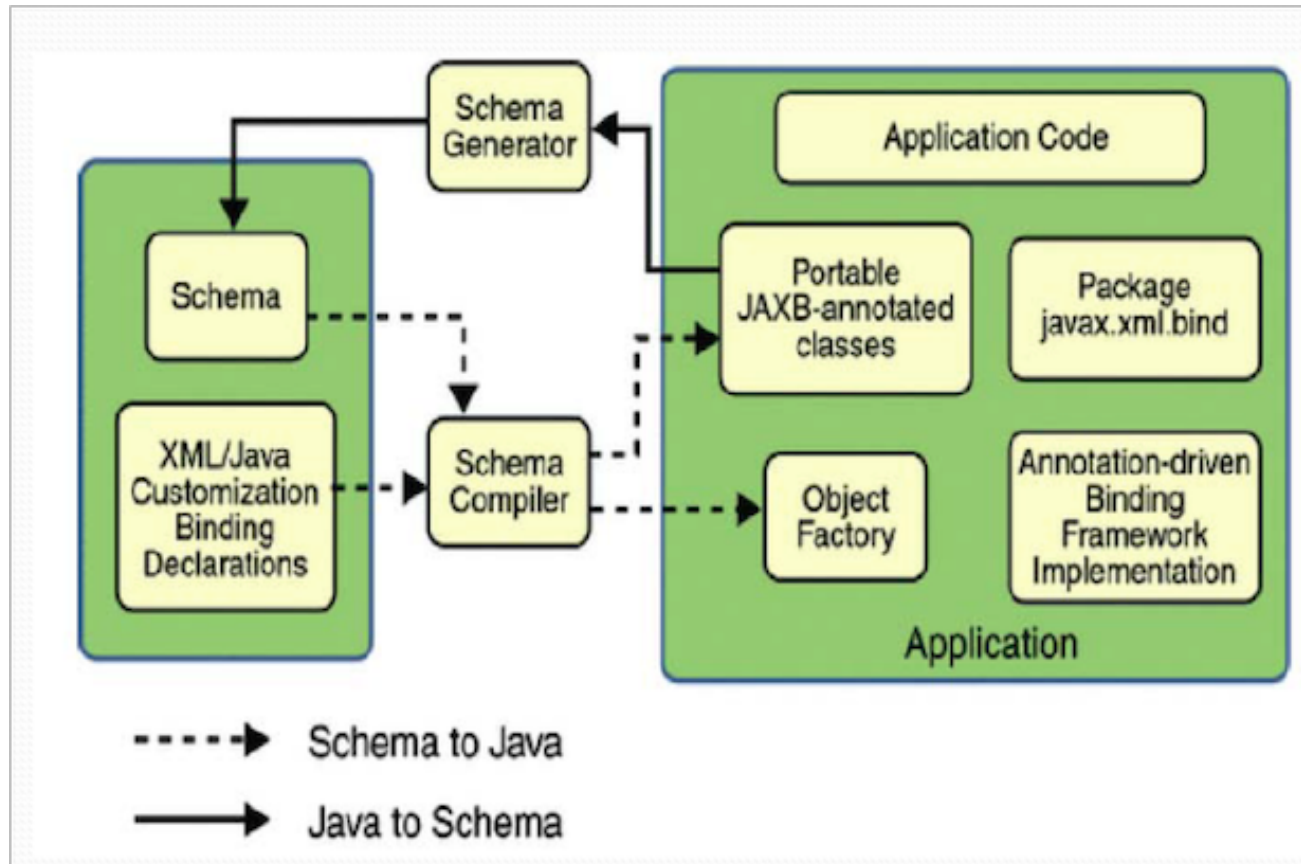 Schema
Generator
Application Code
Schema
Portable
JAXB-annotated
classes
Package
javax.xml.bind
XML/Java
Customization
Binding
Declarations
Schema
Compiler
Object
Factory
Annotation-driven
Binding
Framework
Implementation
Application
Schema to Java
Java to Schema